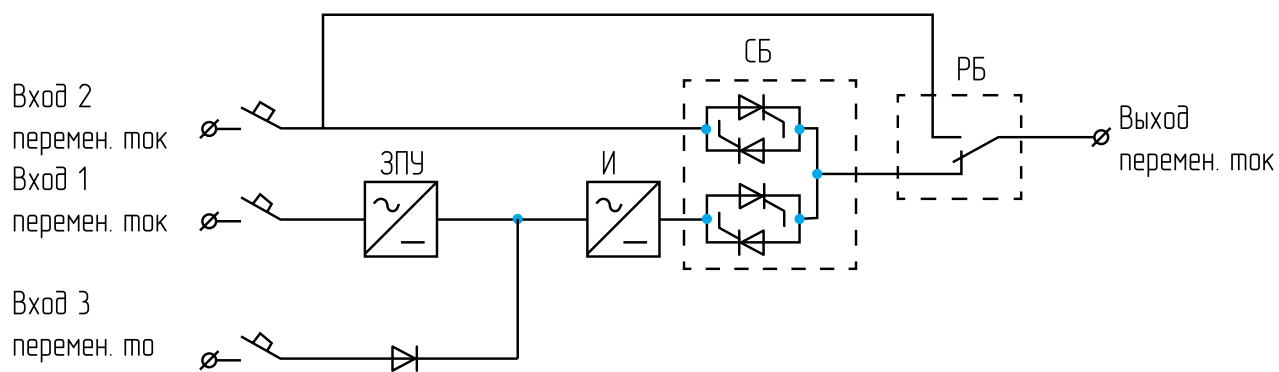 СБ
РБ
Вход 2
перемен. ток
Выход
перемен. ток
ЗПУ
И
Вход 1
перемен. ток
Вход 3
перемен. то